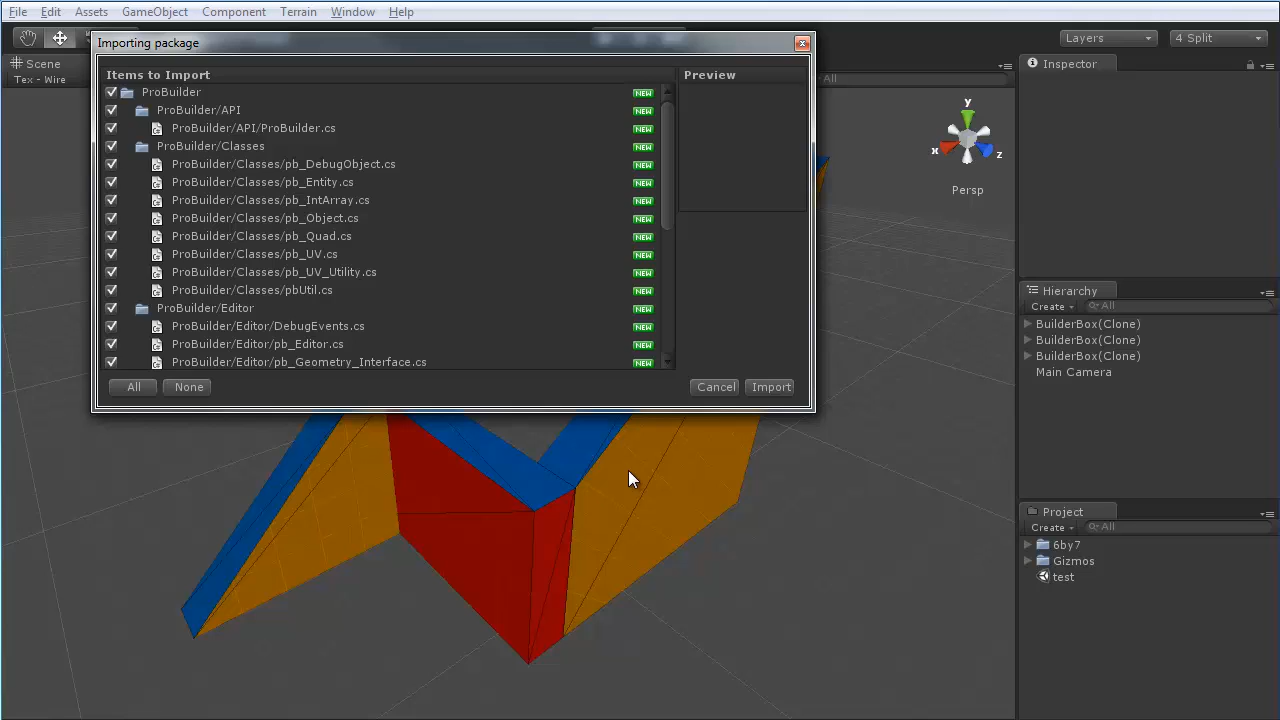 File Edit Assets GameObject Component Terrain Window Help
Layers 4 Split
Importing package
Scene
Tex - Wire
All
Items to Import
Preview
ProBuilder NEW
ProBuilder/API NEW
ProBuilder/API/ProBuilder.cs NEW
ProBuilder/Classes NEW
ProBuilder/Classes/pb_DebugObject.cs NEW
ProBuilder/Classes/pb_Entity.cs NEW
ProBuilder/Classes/pb_IntArray.cs NEW
ProBuilder/Classes/pb_Object.cs NEW
ProBuilder/Classes/pb_Quad.cs NEW
ProBuilder/Classes/pb_UV.cs NEW
ProBuilder/Classes/pb_UV_Utility.cs NEW
ProBuilder/Classes/pbUtil.cs NEW
ProBuilder/Editor NEW
ProBuilder/Editor/DebugEvents.cs NEW
ProBuilder/Editor/pb_Editor.cs NEW
ProBuilder/Editor/pb_Geometry_Interface.cs NEW
All None Cancel Import
y
x z
Persp
Inspector
Hierarchy
Create All
BuilderBox(Clone)
BuilderBox(Clone)
BuilderBox(Clone)
Main Camera
Project
Create All
6by7
Gizmos
test